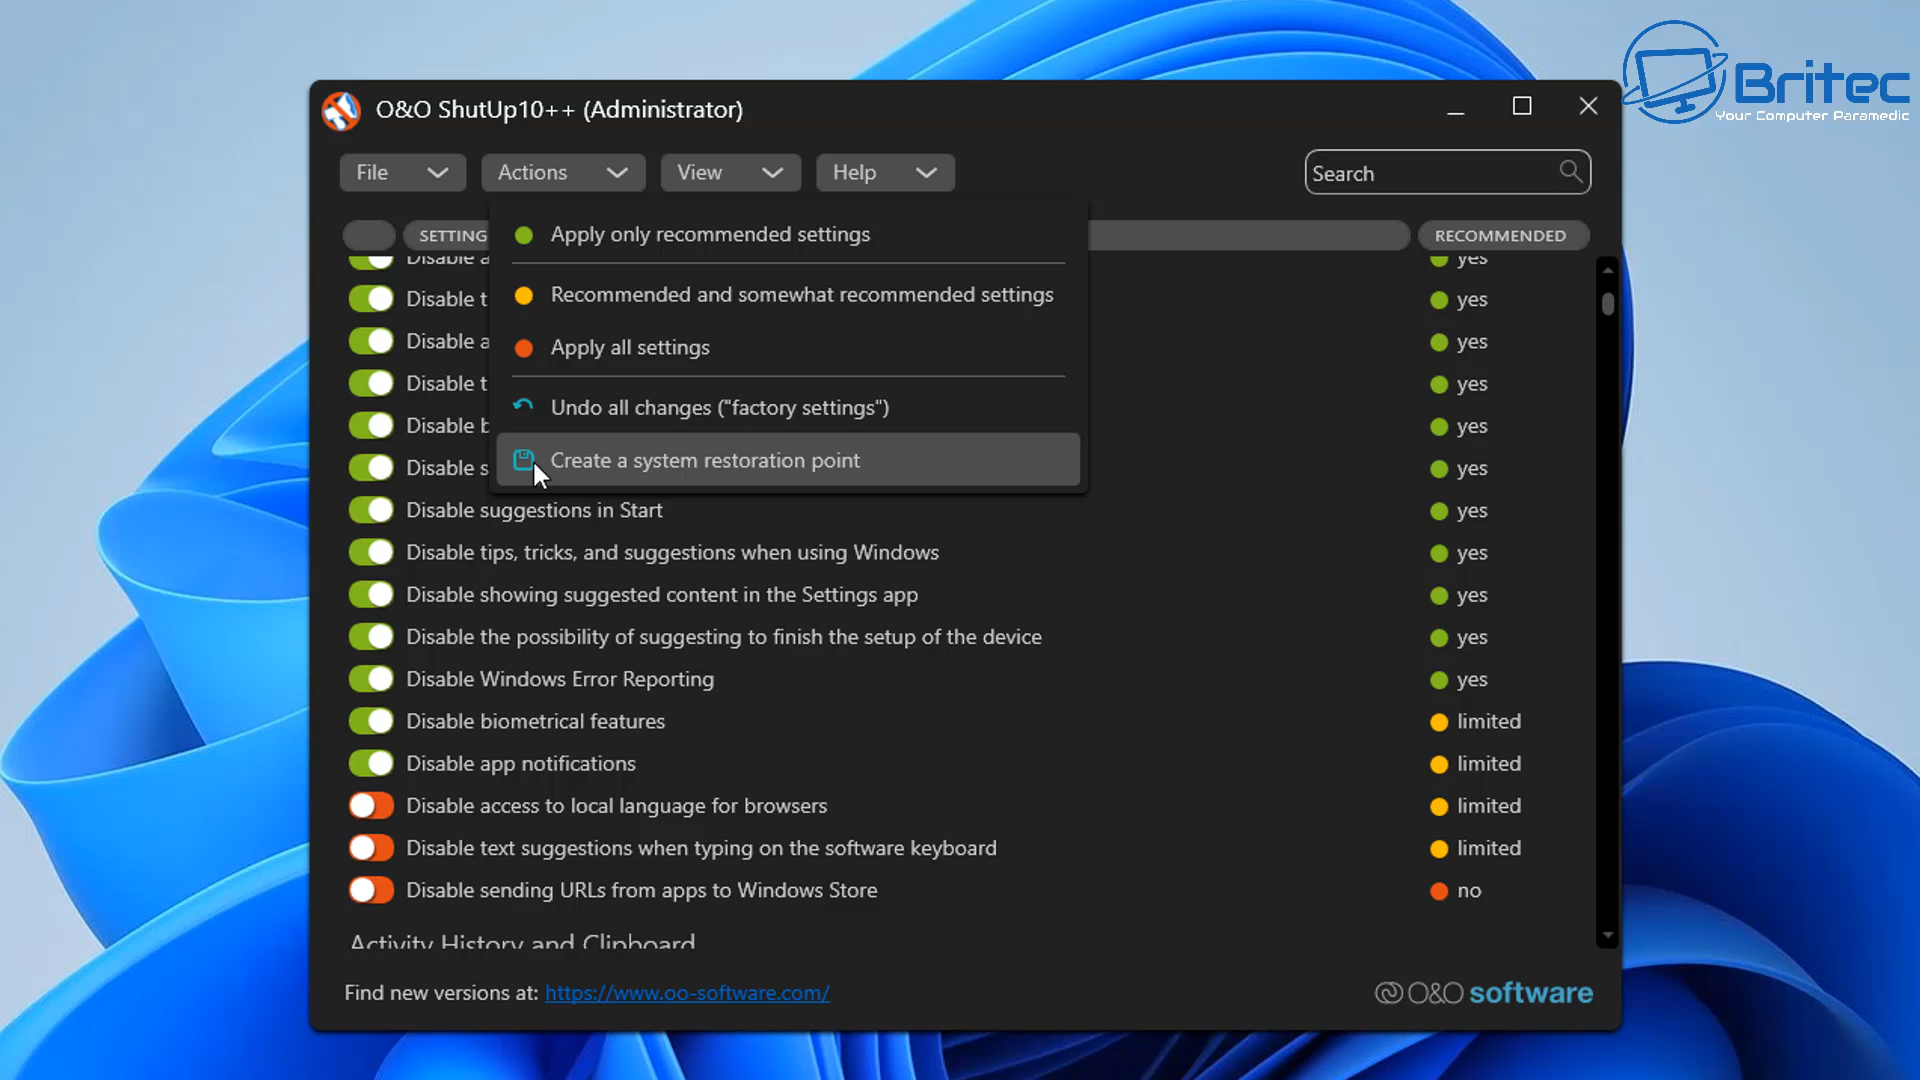 Britec
Your Computer Paramedic
O&O ShutUp10++ (Administrator)
File Actions View Help Search
SETTING RECOMMENDED
Apply only recommended settings
Recommended and somewhat recommended settings
Apply all settings
Undo all changes ("factory settings")
Create a system restoration point
Disable a yes
Disable t yes
Disable a yes
Disable t yes
Disable b yes
Disable s yes
Disable suggestions in Start yes
Disable tips, tricks, and suggestions when using Windows yes
Disable showing suggested content in the Settings app yes
Disable the possibility of suggesting to finish the setup of the device yes
Disable Windows Error Reporting yes
Disable biometrical features limited
Disable app notifications limited
Disable access to local language for browsers limited
Disable text suggestions when typing on the software keyboard limited
Disable sending URLs from apps to Windows Store no
Activity History and Clipboard
Find new versions at: https://www.oo-software.com/
O&O software